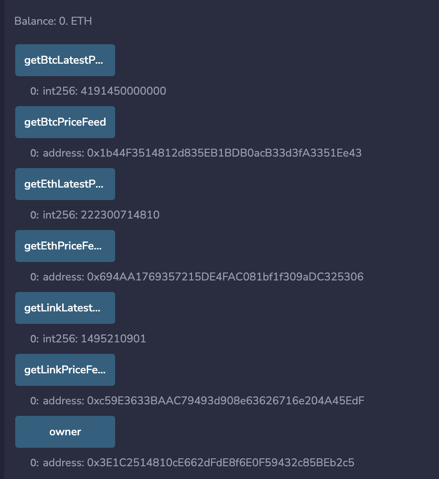 Balance: 0. ETH
getBtcLatestP...
0: int256: 4191450000000
getBtcPriceFeed
0: address: 0x1b44F3514812d835EB1BDB0acB33d3fA3351Ee43
getEthLatestP...
0: int256: 222300714810
getEthPriceFe...
0: address: 0x694AA1769357215DE4FAC081bf1f309aDC325306
getLinkLatest...
0: int256: 1495210901
getLinkPriceFe...
0: address: 0xc59E3633BAAC79493d908e63626716e204A45EdF
owner
0: address: 0x3E1C2514810cE662dFdE8f6E0F59432c85BEb2c5